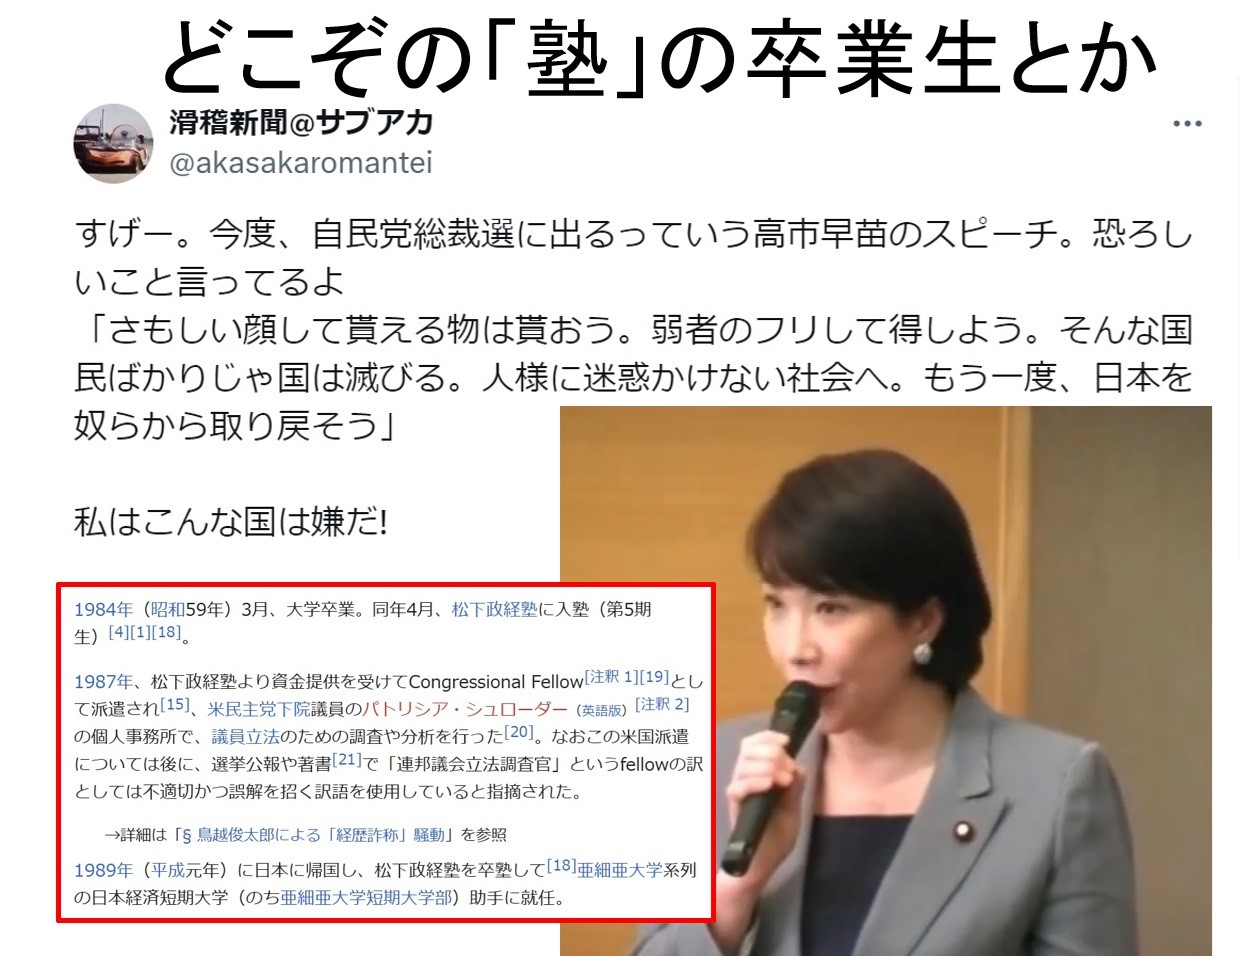 どこぞの「塾」の卒業生とか
滑稽新聞@サブアカ
@akasakaromantei
すげー。今度、自民党総裁選に出るっていう高市早苗のスピーチ。恐ろし
いこと言ってるよ
「さもしい顔して貰える物は貰おう。弱者のフリして得しよう。そんな国
民ばかりじゃ国は滅びる。人様に迷惑かけない社会へ。もう一度、日本を
奴らから取り戻そう」
私はこんな国は嫌だ!
1984年（昭和59年）3月、大学卒業。同年4月、松下政経塾に入塾（第5期
生）[4][1][18]。
1987年、松下政経塾より資金提供を受けてCongressional Fellow[注釈 1][19]とし
て派遣され[15]、米民主党下院議員のパトリシア・シュローダー（英語版）[注釈 2]
の個人事務所で、議員立法のための調査や分析を行った[20]。なおこの米国派遣
については後に、選挙公報や著書[21]で「連邦議会立法調査官」というfellowの訳
としては不適切かつ誤解を招く訳語を使用していると指摘された。
→詳細は「§ 鳥越俊太郎による「経歴詐称」騒動」を参照
1989年（平成元年）に日本に帰国し、松下政経塾を卒塾して[18]亜細亜大学系列
の日本経済短期大学（のち亜細亜大学短期大学部）助手に就任。